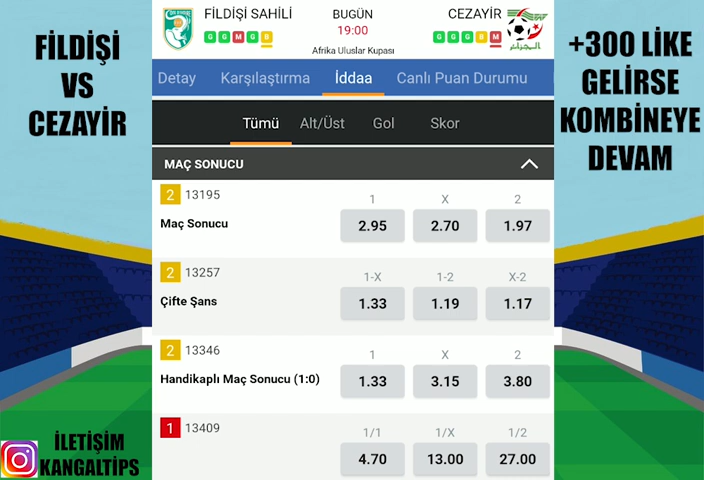 FİLDİŞİ
VS
CEZAYİR
FİLDİŞİ SAHİLİ
G G M G B
BUGÜN
19:00
Afrika Uluslar Kupası
CEZAYİR
G G G B M
+300 LİKE
GELİRSE
KOMBİNEYE
DEVAM
Detay Karşılaştırma İddaa Canlı Puan Durumu
Tümü Alt/Üst Gol Skor
MAÇ SONUCU
2 13195 1 X 2
Maç Sonucu 2.95 2.70 1.97
2 13257 1-X 1-2 X-2
Çifte Şans 1.33 1.19 1.17
2 13346 1 X 2
Handikaplı Maç Sonucu (1:0) 1.33 3.15 3.80
1 13409 1/1 1/X 1/2
4.70 13.00 27.00
İLETİŞİM
KANGALTİPS